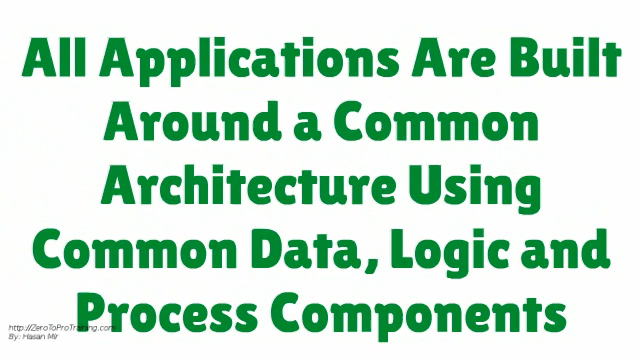 All Applications Are Built
Around a Common
Architecture Using
Common Data, Logic and
Process Components
http://ZeroToProTraining.com
By: Hasan Mir